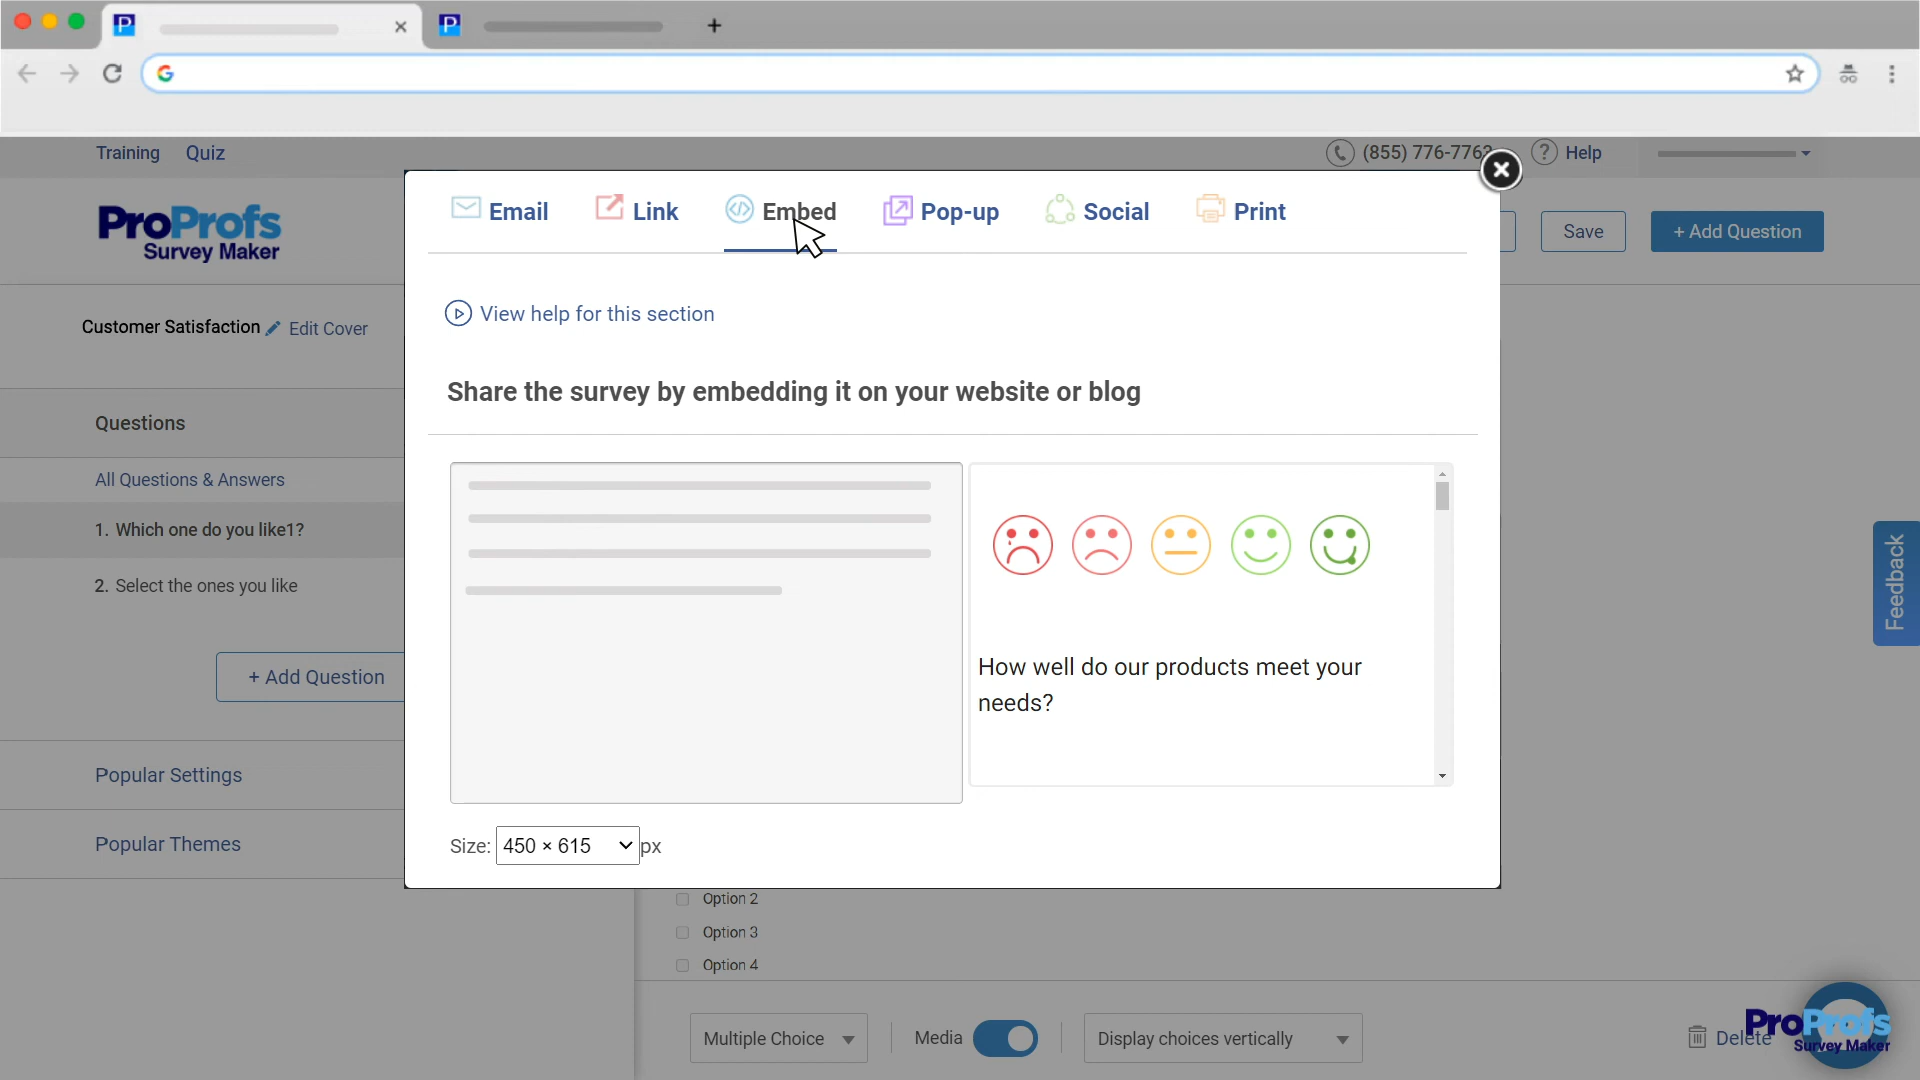 P
P
Training
Quiz
(855) 776-776
Help
ProProfs
Survey Maker
Email
Link
Embed
Pop-up
Social
Print
Save
+ Add Question
View help for this section
Customer Satisfaction
Edit Cover
Share the survey by embedding it on your website or blog
Questions
All Questions & Answers
1. Which one do you like1?
2. Select the ones you like
+ Add Question
Feedback
How well do our products meet your
needs?
Popular Settings
Popular Themes
Size: 450 × 615 px
Option 2
Option 3
Option 4
Multiple Choice
Media
Display choices vertically
Delete
ProProfs
Survey Maker